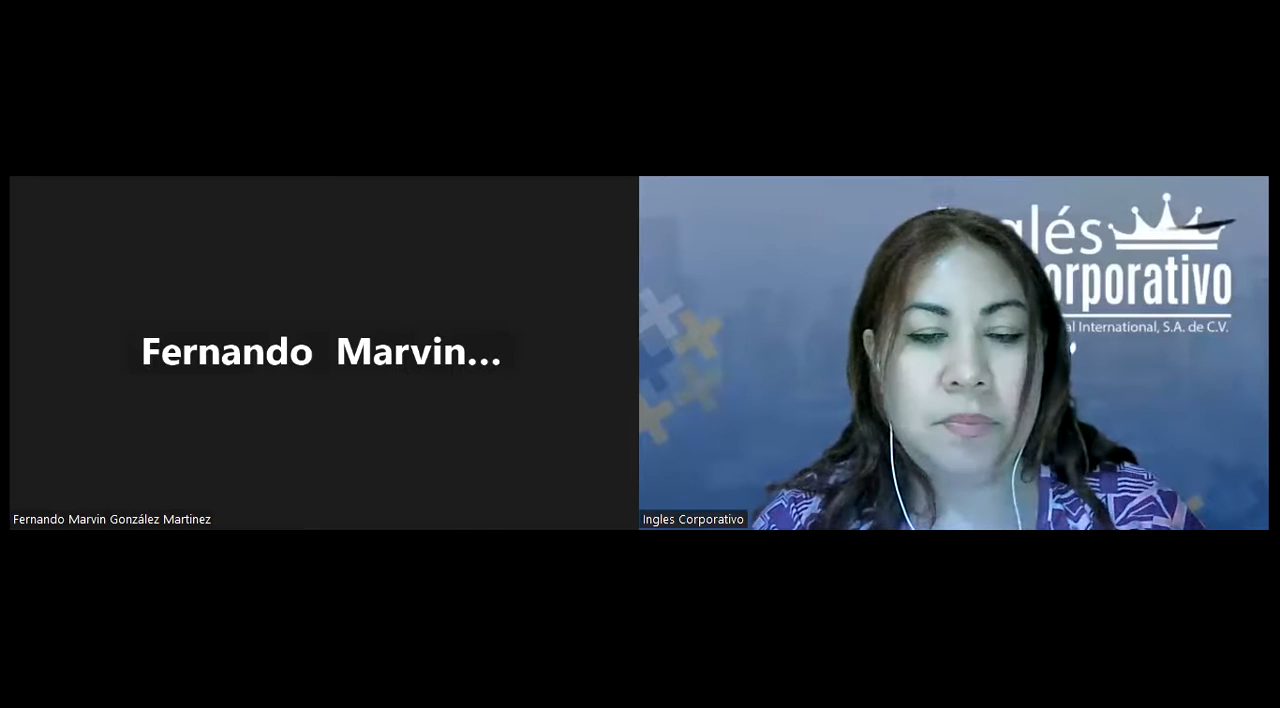 Fernando Marvin...
Fernando Marvin González Martinez
glés
orporativo
al International, S.A. de C.V.
Ingles Corporativo